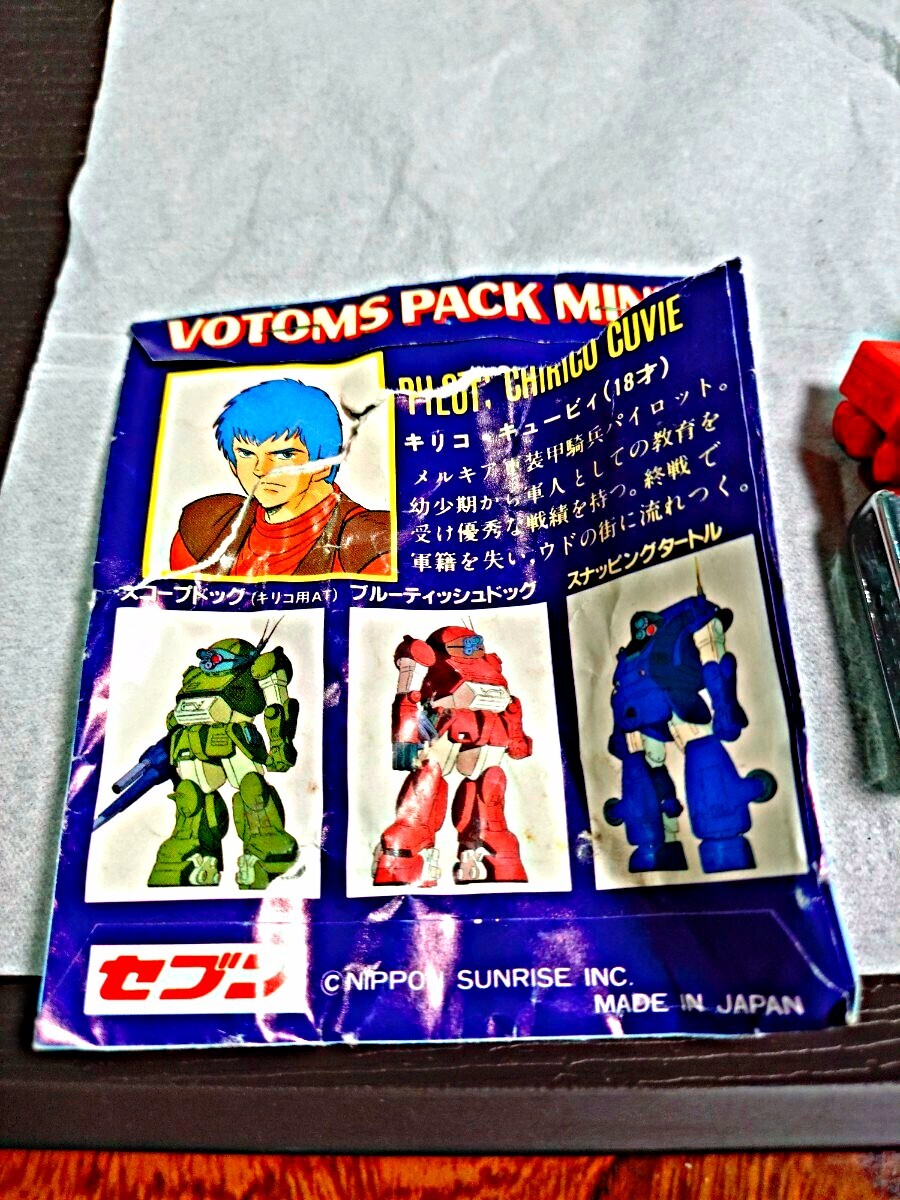 VOTOMS PACK MINI
PILOT: CHIRICO CUVIE
キリコ・キュービィ(18才)
メルキア軍装甲騎兵パイロット。
幼少期から軍人としての教育を
受け優秀な戦績を持つ。終戦で
軍籍を失い、ウドの街に流れつく。
スコープドッグ(キリコ用AT)
ブルーティッシュドッグ
スナッピングタートル
セブン
©NIPPON SUNRISE INC.
MADE IN JAPAN